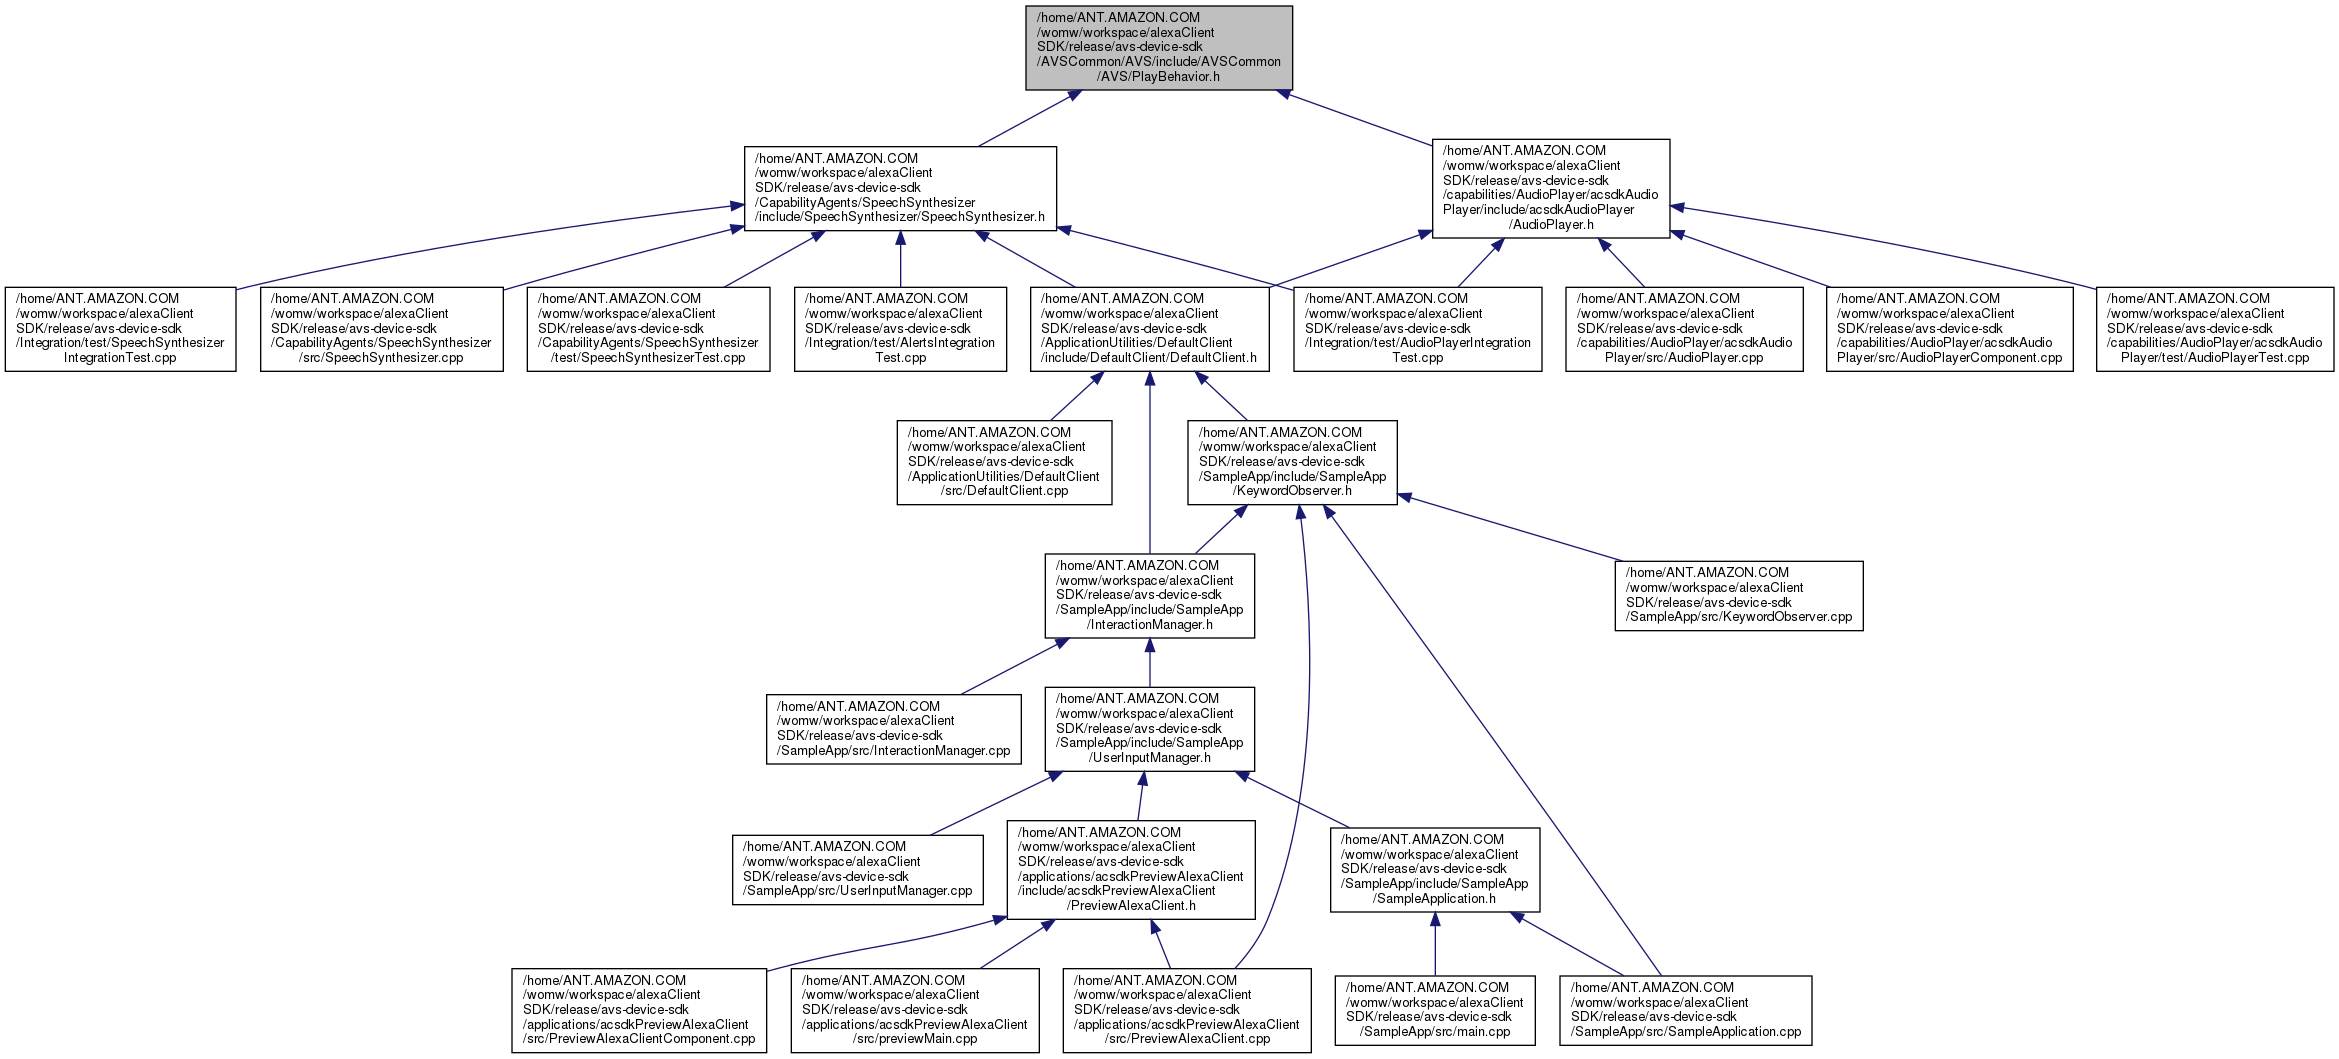 /home/ANT.AMAZON.COM
/womw/workspace/alexaClient
SDK/release/avs-device-sdk
/AVSCommon/AVS/include/AVSCommon
/AVS/PlayBehavior.h
/home/ANT.AMAZON.COM
/womw/workspace/alexaClient
SDK/release/avs-device-sdk
/CapabilityAgents/SpeechSynthesizer
/include/SpeechSynthesizer/SpeechSynthesizer.h
/home/ANT.AMAZON.COM
/womw/workspace/alexaClient
SDK/release/avs-device-sdk
/capabilities/AudioPlayer/acsdkAudio
Player/include/acsdkAudioPlayer
/AudioPlayer.h
/home/ANT.AMAZON.COM
/womw/workspace/alexaClient
SDK/release/avs-device-sdk
/Integration/test/SpeechSynthesizer
IntegrationTest.cpp
/home/ANT.AMAZON.COM
/womw/workspace/alexaClient
SDK/release/avs-device-sdk
/CapabilityAgents/SpeechSynthesizer
/src/SpeechSynthesizer.cpp
/home/ANT.AMAZON.COM
/womw/workspace/alexaClient
SDK/release/avs-device-sdk
/CapabilityAgents/SpeechSynthesizer
/test/SpeechSynthesizerTest.cpp
/home/ANT.AMAZON.COM
/womw/workspace/alexaClient
SDK/release/avs-device-sdk
/Integration/test/AlertsIntegration
Test.cpp
/home/ANT.AMAZON.COM
/womw/workspace/alexaClient
SDK/release/avs-device-sdk
/ApplicationUtilities/DefaultClient
/include/DefaultClient/DefaultClient.h
/home/ANT.AMAZON.COM
/womw/workspace/alexaClient
SDK/release/avs-device-sdk
/Integration/test/AudioPlayerIntegration
Test.cpp
/home/ANT.AMAZON.COM
/womw/workspace/alexaClient
SDK/release/avs-device-sdk
/capabilities/AudioPlayer/acsdkAudio
Player/src/AudioPlayer.cpp
/home/ANT.AMAZON.COM
/womw/workspace/alexaClient
SDK/release/avs-device-sdk
/capabilities/AudioPlayer/acsdkAudio
Player/src/AudioPlayerComponent.cpp
/home/ANT.AMAZON.COM
/womw/workspace/alexaClient
SDK/release/avs-device-sdk
/capabilities/AudioPlayer/acsdkAudio
Player/test/AudioPlayerTest.cpp
/home/ANT.AMAZON.COM
/womw/workspace/alexaClient
SDK/release/avs-device-sdk
/ApplicationUtilities/DefaultClient
/src/DefaultClient.cpp
/home/ANT.AMAZON.COM
/womw/workspace/alexaClient
SDK/release/avs-device-sdk
/SampleApp/include/SampleApp
/KeywordObserver.h
/home/ANT.AMAZON.COM
/womw/workspace/alexaClient
SDK/release/avs-device-sdk
/SampleApp/include/SampleApp
/InteractionManager.h
/home/ANT.AMAZON.COM
/womw/workspace/alexaClient
SDK/release/avs-device-sdk
/SampleApp/src/KeywordObserver.cpp
/home/ANT.AMAZON.COM
/womw/workspace/alexaClient
SDK/release/avs-device-sdk
/SampleApp/src/InteractionManager.cpp
/home/ANT.AMAZON.COM
/womw/workspace/alexaClient
SDK/release/avs-device-sdk
/SampleApp/include/SampleApp
/UserInputManager.h
/home/ANT.AMAZON.COM
/womw/workspace/alexaClient
SDK/release/avs-device-sdk
/SampleApp/src/UserInputManager.cpp
/home/ANT.AMAZON.COM
/womw/workspace/alexaClient
SDK/release/avs-device-sdk
/applications/acsdkPreviewAlexaClient
/include/acsdkPreviewAlexaClient
/PreviewAlexaClient.h
/home/ANT.AMAZON.COM
/womw/workspace/alexaClient
SDK/release/avs-device-sdk
/SampleApp/include/SampleApp
/SampleApplication.h
/home/ANT.AMAZON.COM
/womw/workspace/alexaClient
SDK/release/avs-device-sdk
/applications/acsdkPreviewAlexaClient
/src/PreviewAlexaClientComponent.cpp
/home/ANT.AMAZON.COM
/womw/workspace/alexaClient
SDK/release/avs-device-sdk
/applications/acsdkPreviewAlexaClient
/src/previewMain.cpp
/home/ANT.AMAZON.COM
/womw/workspace/alexaClient
SDK/release/avs-device-sdk
/applications/acsdkPreviewAlexaClient
/src/PreviewAlexaClient.cpp
/home/ANT.AMAZON.COM
/womw/workspace/alexaClient
SDK/release/avs-device-sdk
/SampleApp/src/main.cpp
/home/ANT.AMAZON.COM
/womw/workspace/alexaClient
SDK/release/avs-device-sdk
/SampleApp/src/SampleApplication.cpp